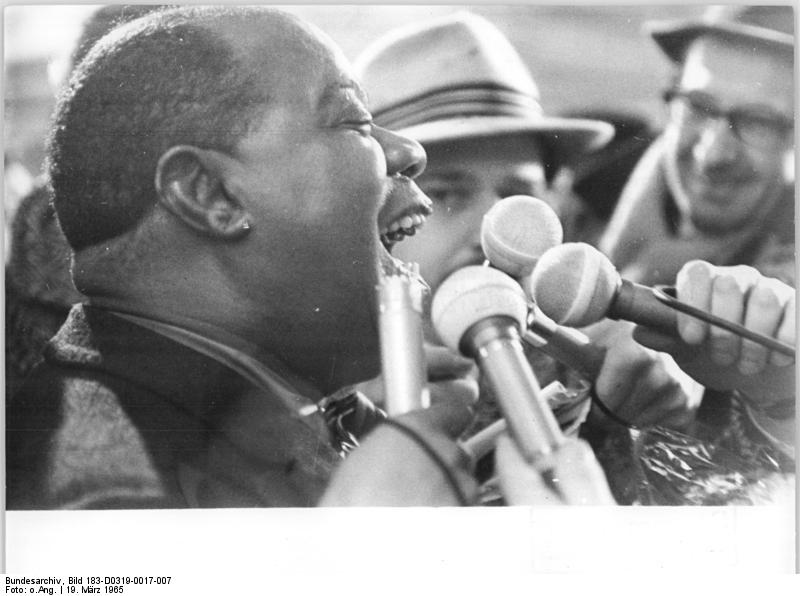 Bundesarchiv, Bild 183-D0319-0017-007
Foto: o.Ang. | 19. März 1965